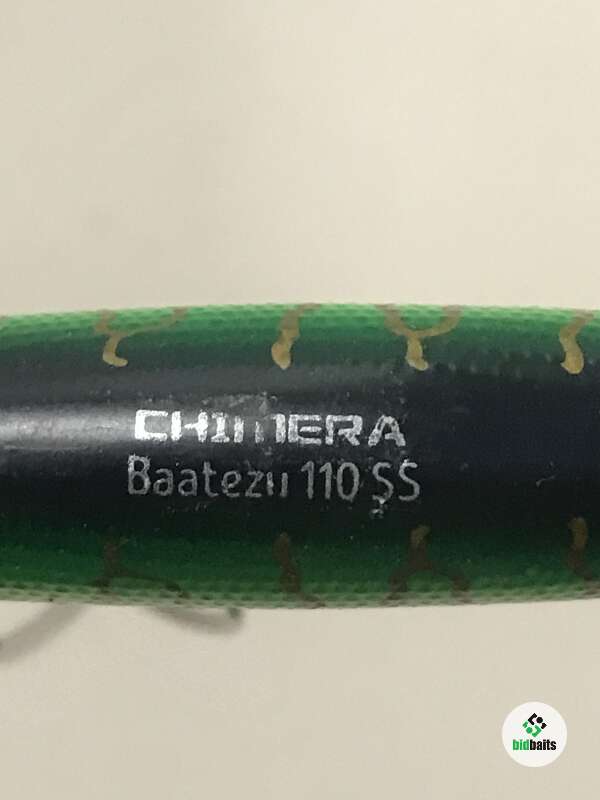 CHIMERA
Baatezu 110 SS
bidbaits